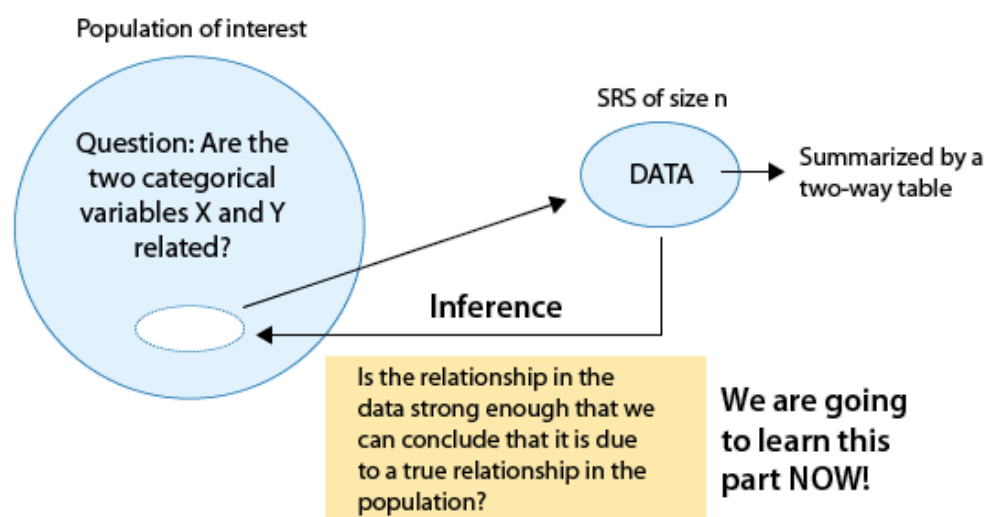 Population of interest
Question: Are the
two categorical
variables X and Y
related?
SRS of size n
DATA
Summarized by a
two-way table
Inference
Is the relationship in the
data strong enough that we
can conclude that it is due
to a true relationship in the
population?
We are going
to learn this
part NOW!